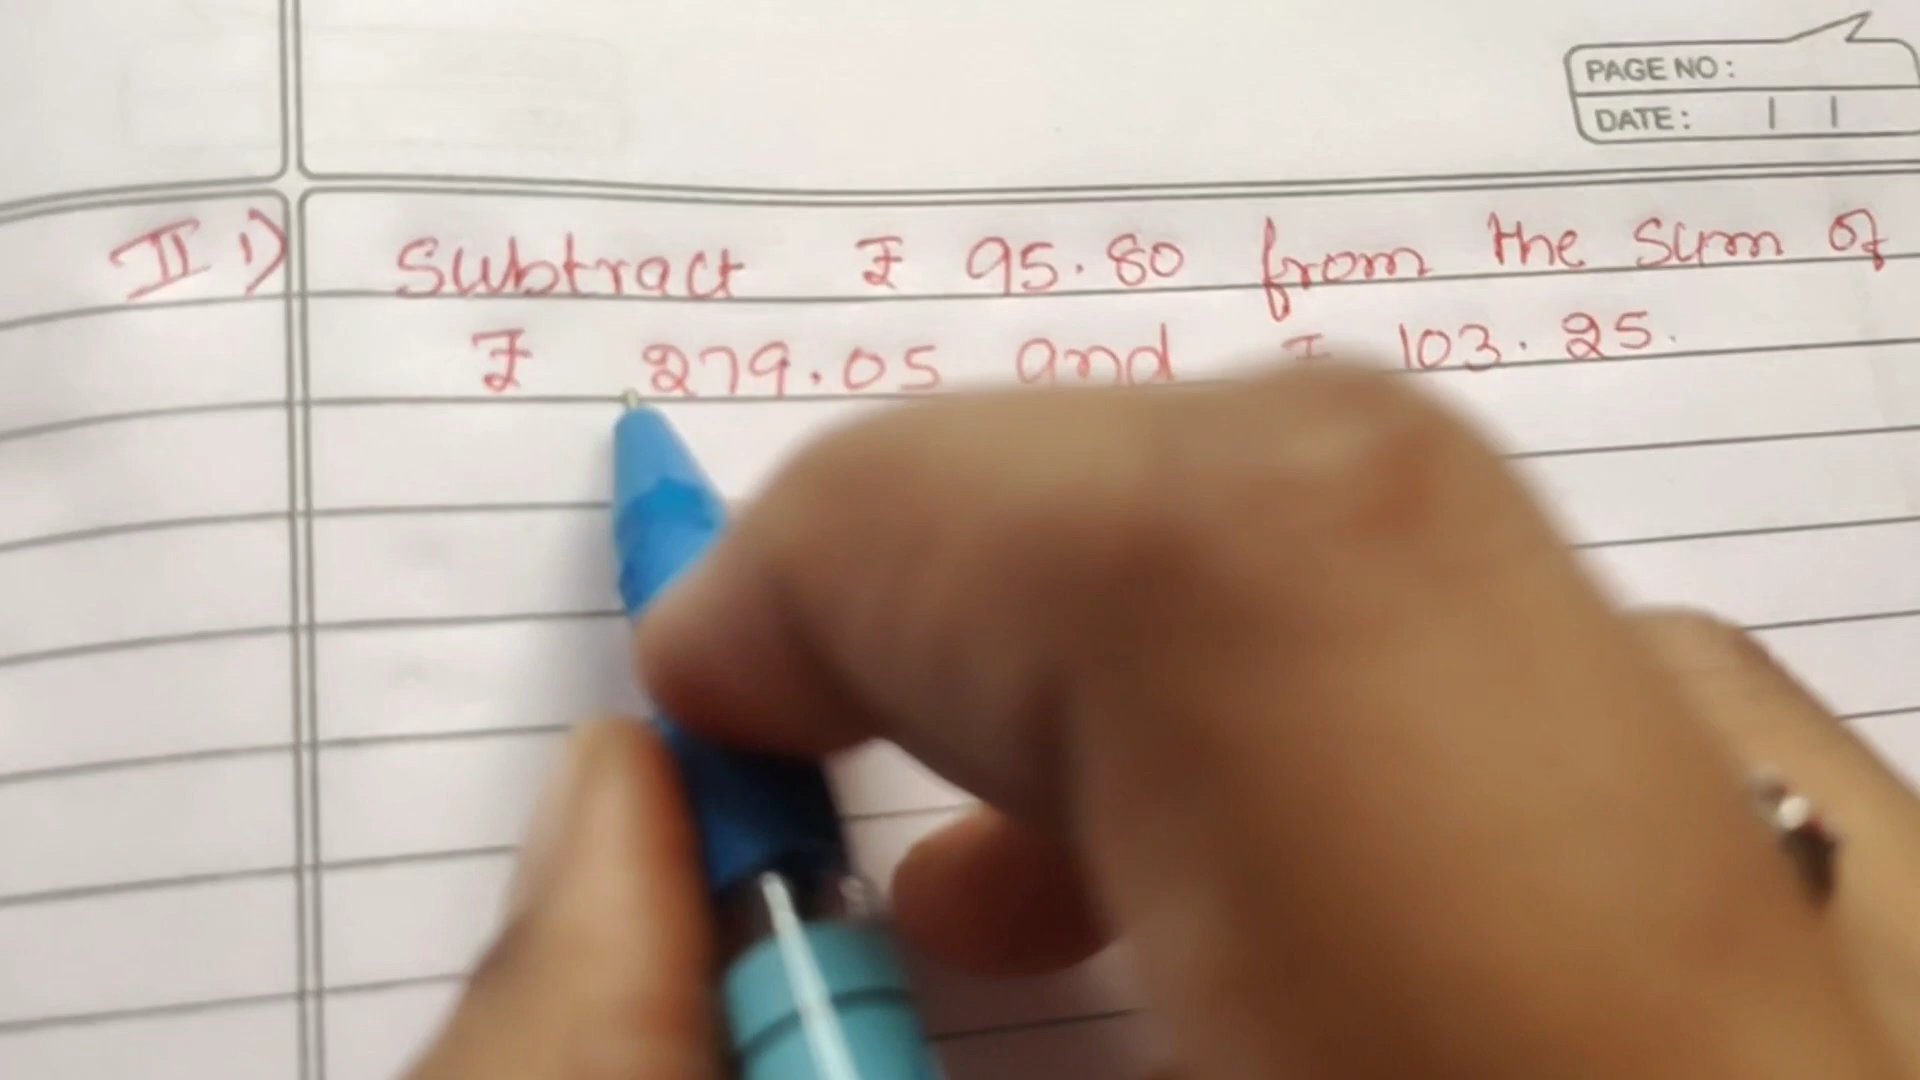 PAGE NO:
DATE: | |
II 1) Subtract ₹ 95.80 from the sum of
₹ 279.05 and ₹ 103.25.